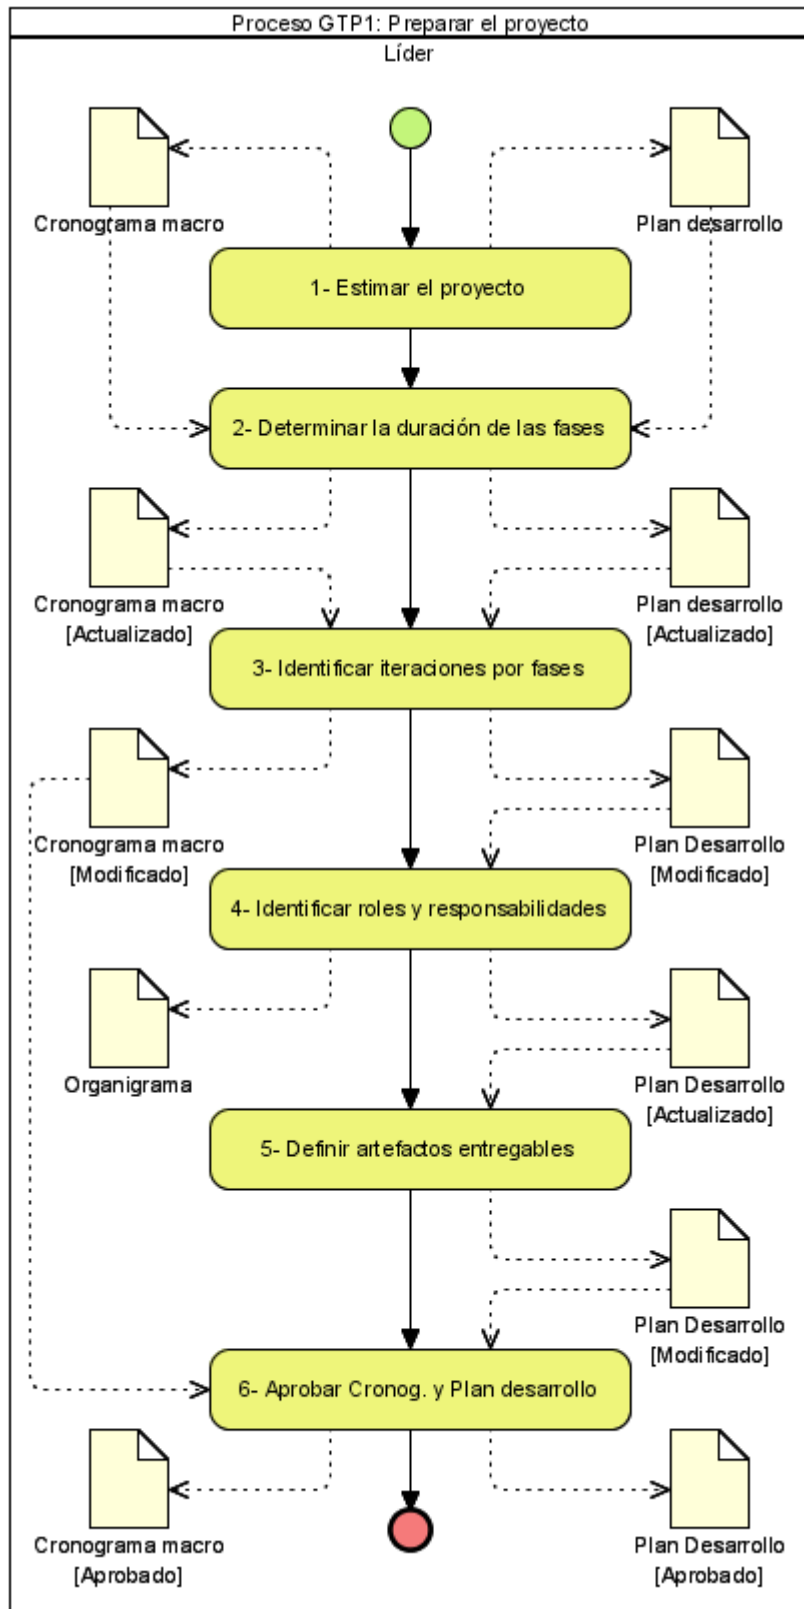 Proceso GTP1: Preparar el proyecto
Líder
Cronograma macro
Plan desarrollo
1- Estimar el proyecto
2- Determinar la duración de las fases
Cronograma macro
[Actualizado]
Plan desarrollo
[Actualizado]
3- Identificar iteraciones por fases
Cronograma macro
[Modificado]
Plan Desarrollo
[Modificado]
4- Identificar roles y responsabilidades
Organigrama
Plan Desarrollo
[Actualizado]
5- Definir artefactos entregables
Plan Desarrollo
[Modificado]
6- Aprobar Cronog. y Plan desarrollo
Cronograma macro
[Aprobado]
Plan Desarrollo
[Aprobado]